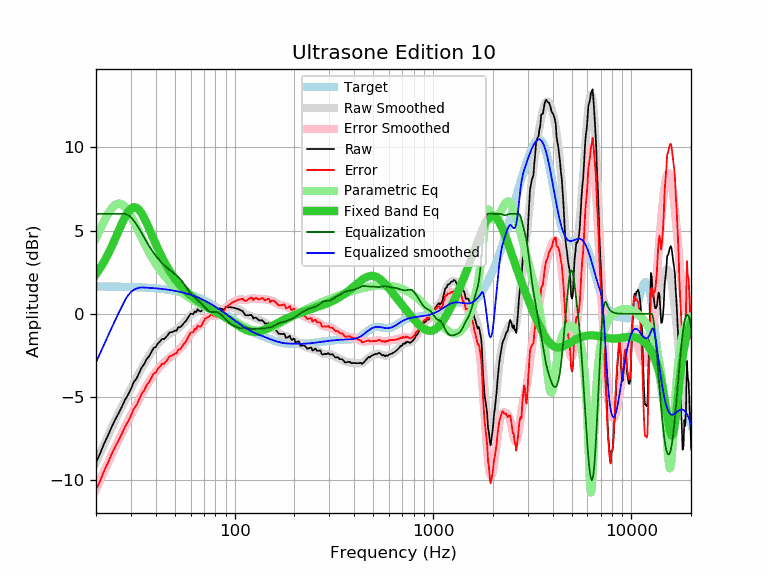 Ultrasone Edition 10
Target
Raw Smoothed
Error Smoothed
Raw
Error
Parametric Eq
Fixed Band Eq
Equalization
Equalized smoothed
Amplitude (dBr)
10
5
0
−5
−10
100
1000
10000
Frequency (Hz)